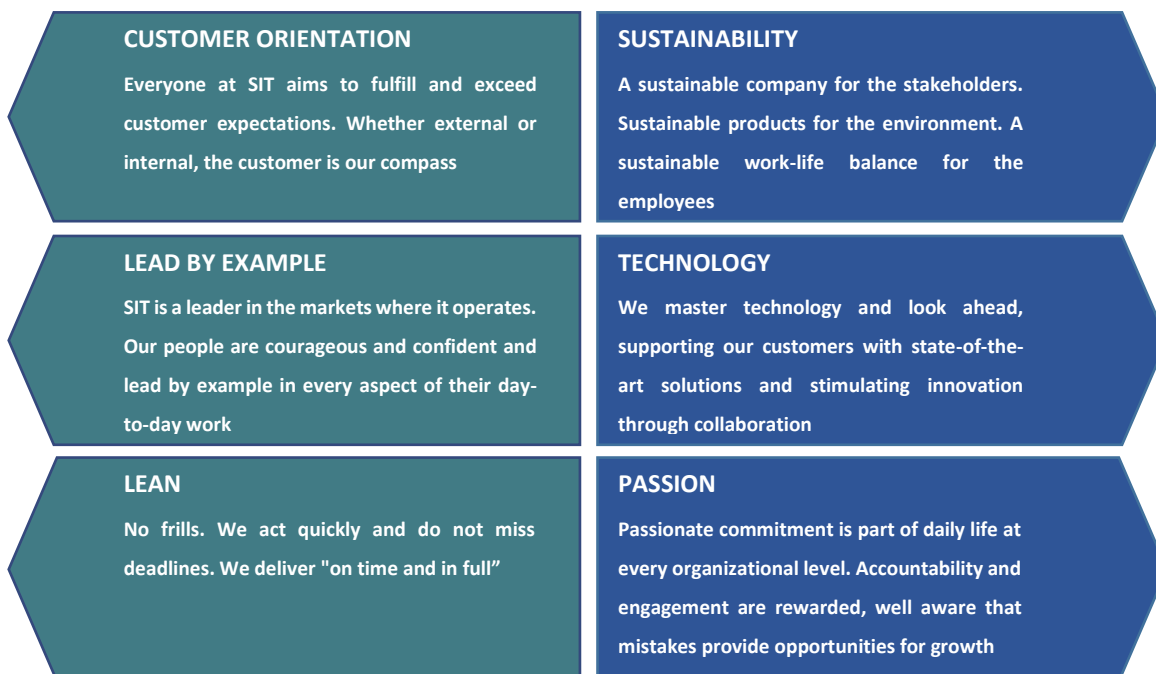 CUSTOMER ORIENTATION
Everyone at SIT aims to fulfill and exceed
customer expectations. Whether external or
internal, the customer is our compass
SUSTAINABILITY
A sustainable company for the stakeholders.
Sustainable products for the environment. A
sustainable work-life balance for the
employees
LEAD BY EXAMPLE
SIT is a leader in the markets where it operates.
Our people are courageous and confident and
lead by example in every aspect of their day-
to-day work
TECHNOLOGY
We master technology and look ahead,
supporting our customers with state-of-the-
art solutions and stimulating innovation
through collaboration
LEAN
No frills. We act quickly and do not miss
deadlines. We deliver "on time and in full”
PASSION
Passionate commitment is part of daily life at
every organizational level. Accountability and
engagement are rewarded, well aware that
mistakes provide opportunities for growth